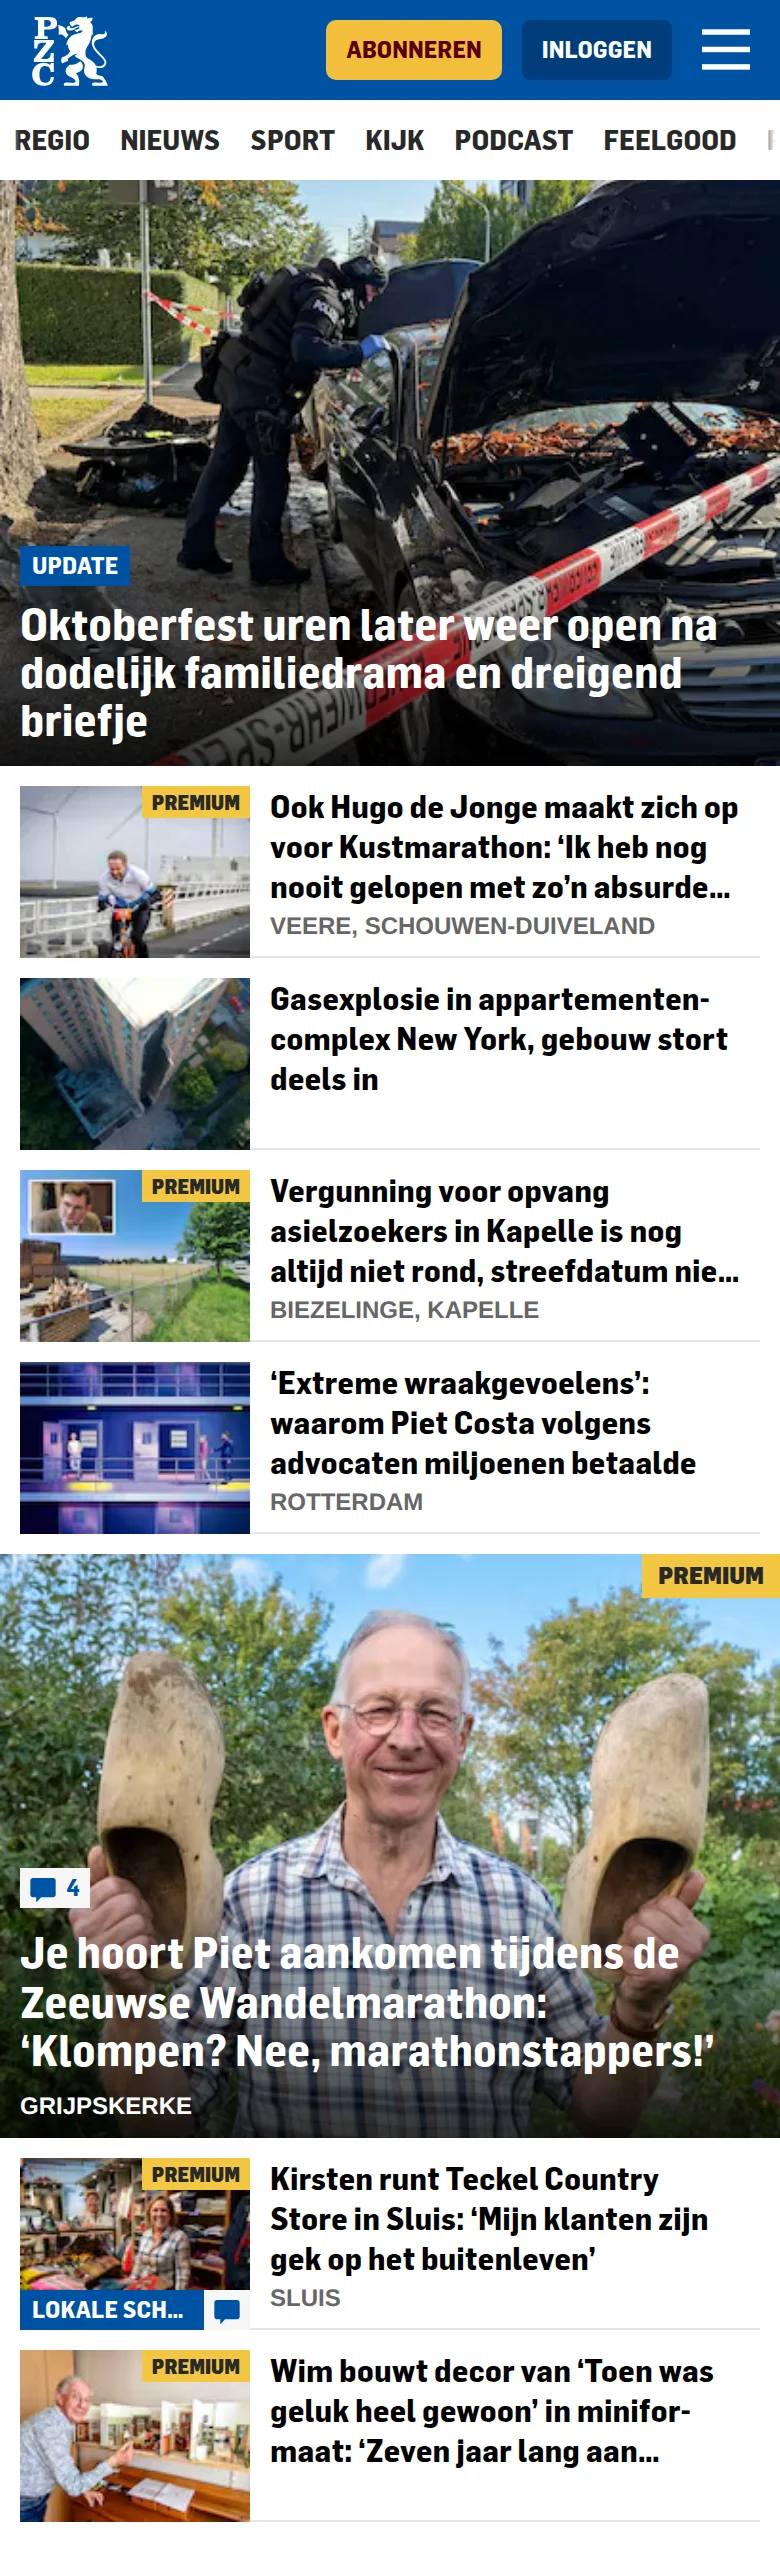 PZC
ABONNEREN
INLOGGEN
REGIO NIEUWS SPORT KIJK PODCAST FEELGOOD
UPDATE
Oktoberfest uren later weer open na
dodelijk familiedrama en dreigend
briefje
PREMIUM
Ook Hugo de Jonge maakt zich op
voor Kustmarathon: ‘Ik heb nog
nooit gelopen met zo’n absurde...
VEERE, SCHOUWEN-DUIVELAND
Gasexplosie in appartementen-
complex New York, gebouw stort
deels in
PREMIUM
Vergunning voor opvang
asielzoekers in Kapelle is nog
altijd niet rond, streefdatum nie...
BIEZELINGE, KAPELLE
‘Extreme wraakgevoelens’:
waarom Piet Costa volgens
advocaten miljoenen betaalde
ROTTERDAM
PREMIUM
4
Je hoort Piet aankomen tijdens de
Zeeuwse Wandelmarathon:
‘Klompen? Nee, marathonstappers!’
GRIJPSKERKE
PREMIUM
LOKALE SCH...
Kirsten runt Teckel Country
Store in Sluis: ‘Mijn klanten zijn
gek op het buitenleven’
SLUIS
PREMIUM
Wim bouwt decor van ‘Toen was
geluk heel gewoon’ in minifor-
maat: ‘Zeven jaar lang aan...